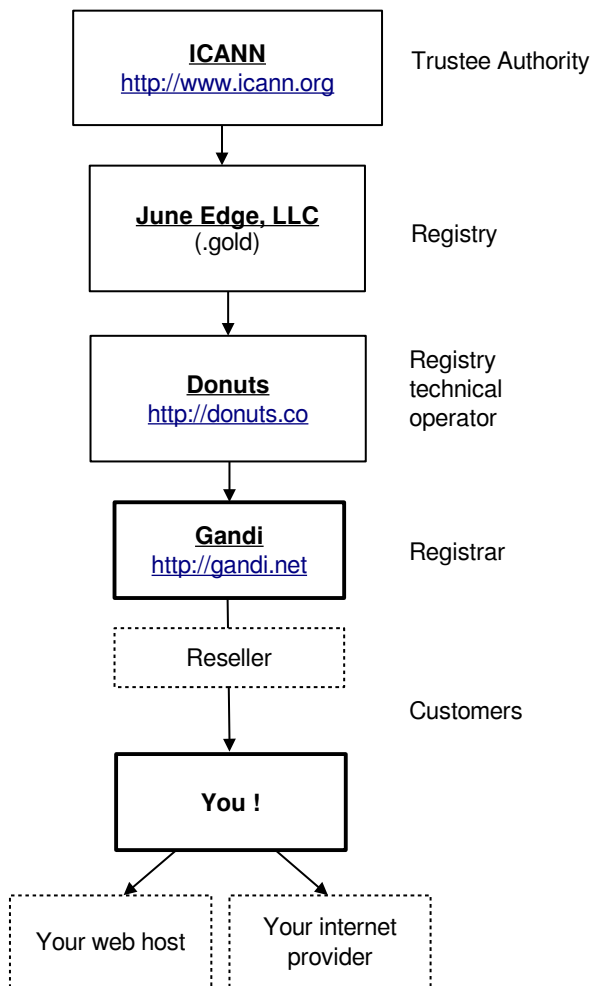 ICANN
http://www.icann.org
Trustee Authority
June Edge, LLC
(.gold)
Registry
Donuts
http://donuts.co
Registry
technical
operator
Gandi
http://gandi.net
Registrar
Reseller
Customers
You !
Your web host
Your internet
provider